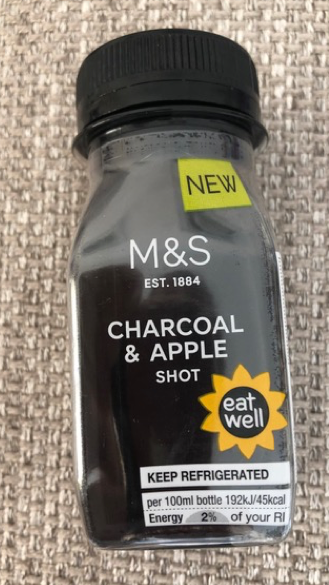 NEW
M&S
EST. 1884
CHARCOAL
& APPLE
SHOT
eat
well
KEEP REFRIGERATED
per 100ml bottle 192kJ/45kcal
Energy 2% of your RI